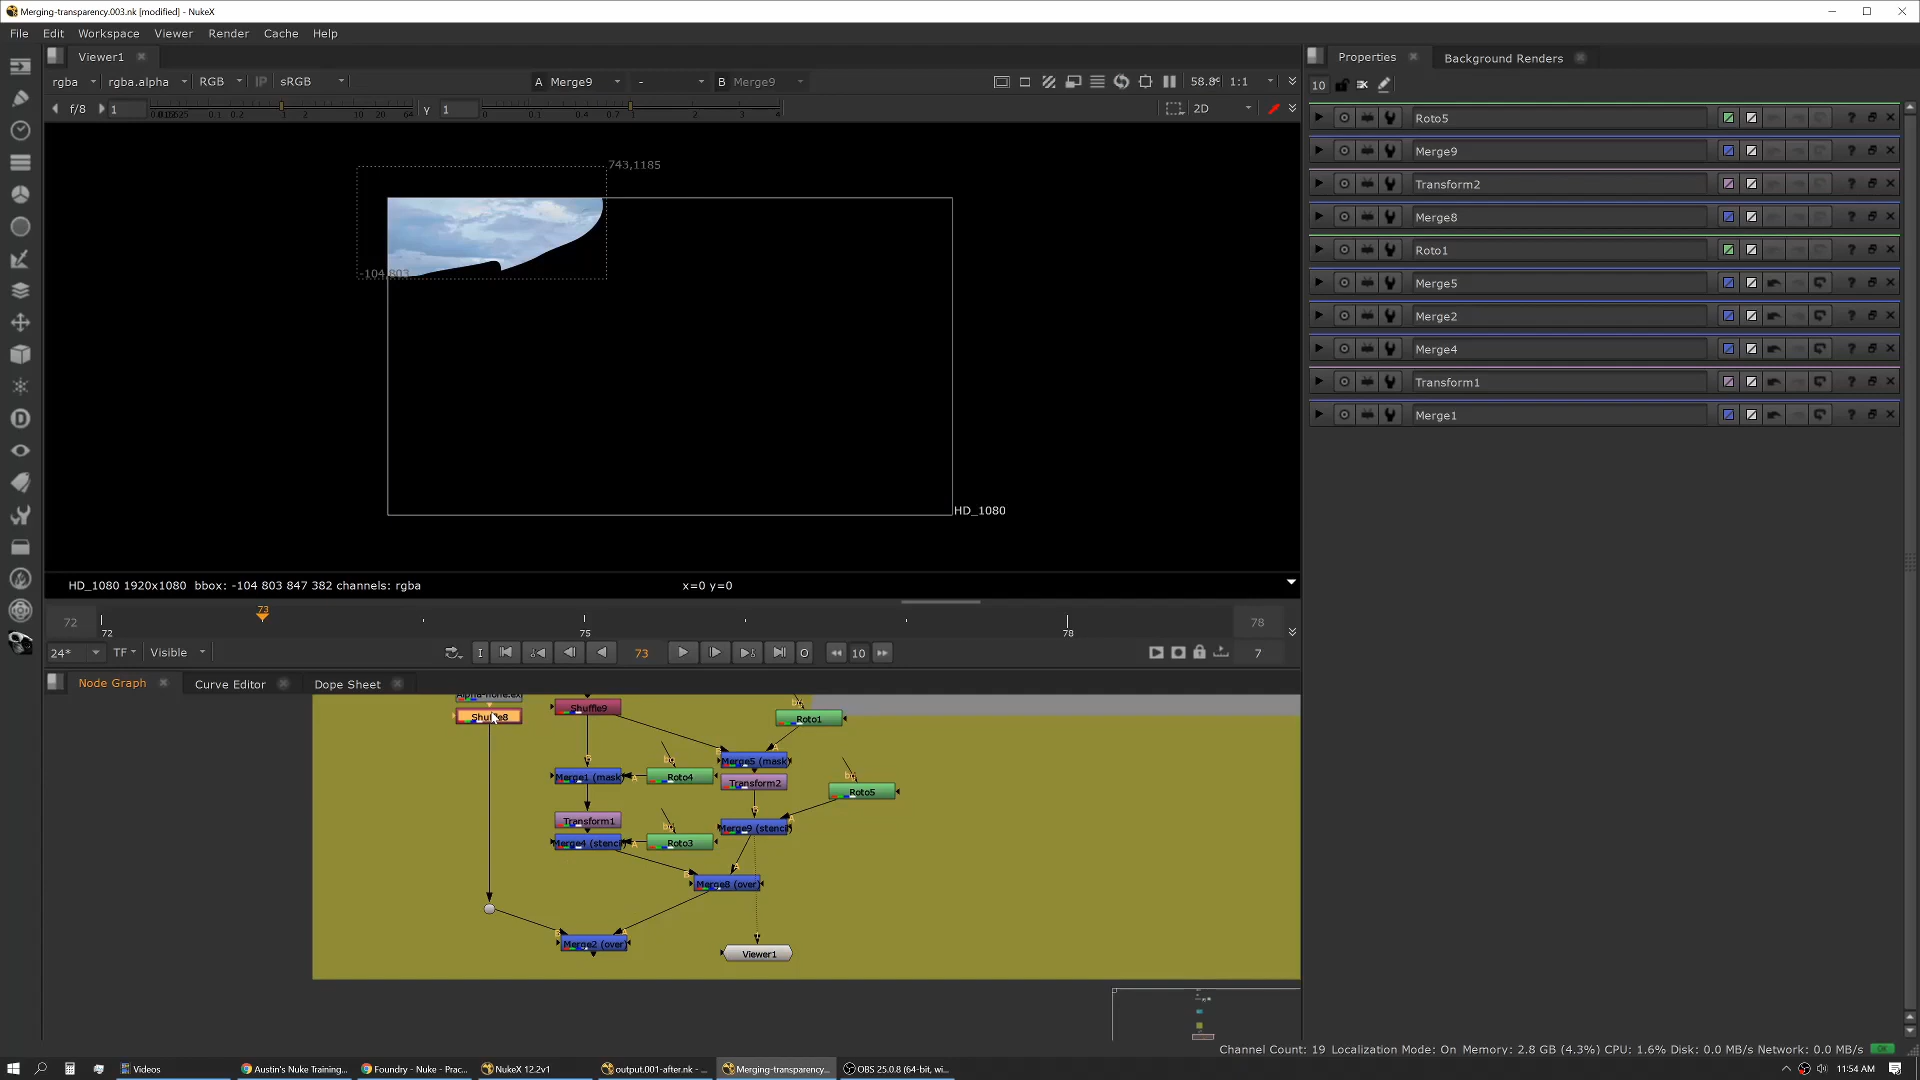 Merging-transparency.003.nk [modified] - NukeX
File Edit Workspace Viewer Render Cache Help
Viewer1
Properties
Background Renders
rgba rgba.alpha RGB IP sRGB A Merge9 - B Merge9 1:1
10
f/8 1 γ 1 2D
743,1185
-104,803
HD_1080
HD_1080 1920x1080 bbox: -104 803 847 382 channels: rgba x=0 y=0
Roto5
Merge9
Transform2
Merge8
Roto1
Merge5
Merge2
Merge4
Transform1
Merge1
73
72 72 75 78 78
24* TF Visible I 73 O 10 7
Node Graph Curve Editor Dope Sheet
Shuffle8
Shuffle9
Roto1
Merge5 (mask
Merge1 (mask
Roto4
Transform2
Roto5
Transform1
Merge9 (stenci
Merge4 (stenci
Roto3
Merge8 (over)
Merge2 (over)
Viewer1
Channel Count: 19 Localization Mode: On Memory: 2.8 GB (4.3%) CPU: 1.6% Disk: 0.0 MB/s Network: 0.0 MB/s
Videos
Austin's Nuke Training...
Foundry - Nuke - Prac...
NukeX 12.2v1
output.001-after.nk - ...
Merging-transparency...
OBS 25.0.8 (64-bit, wi...
11:54 AM